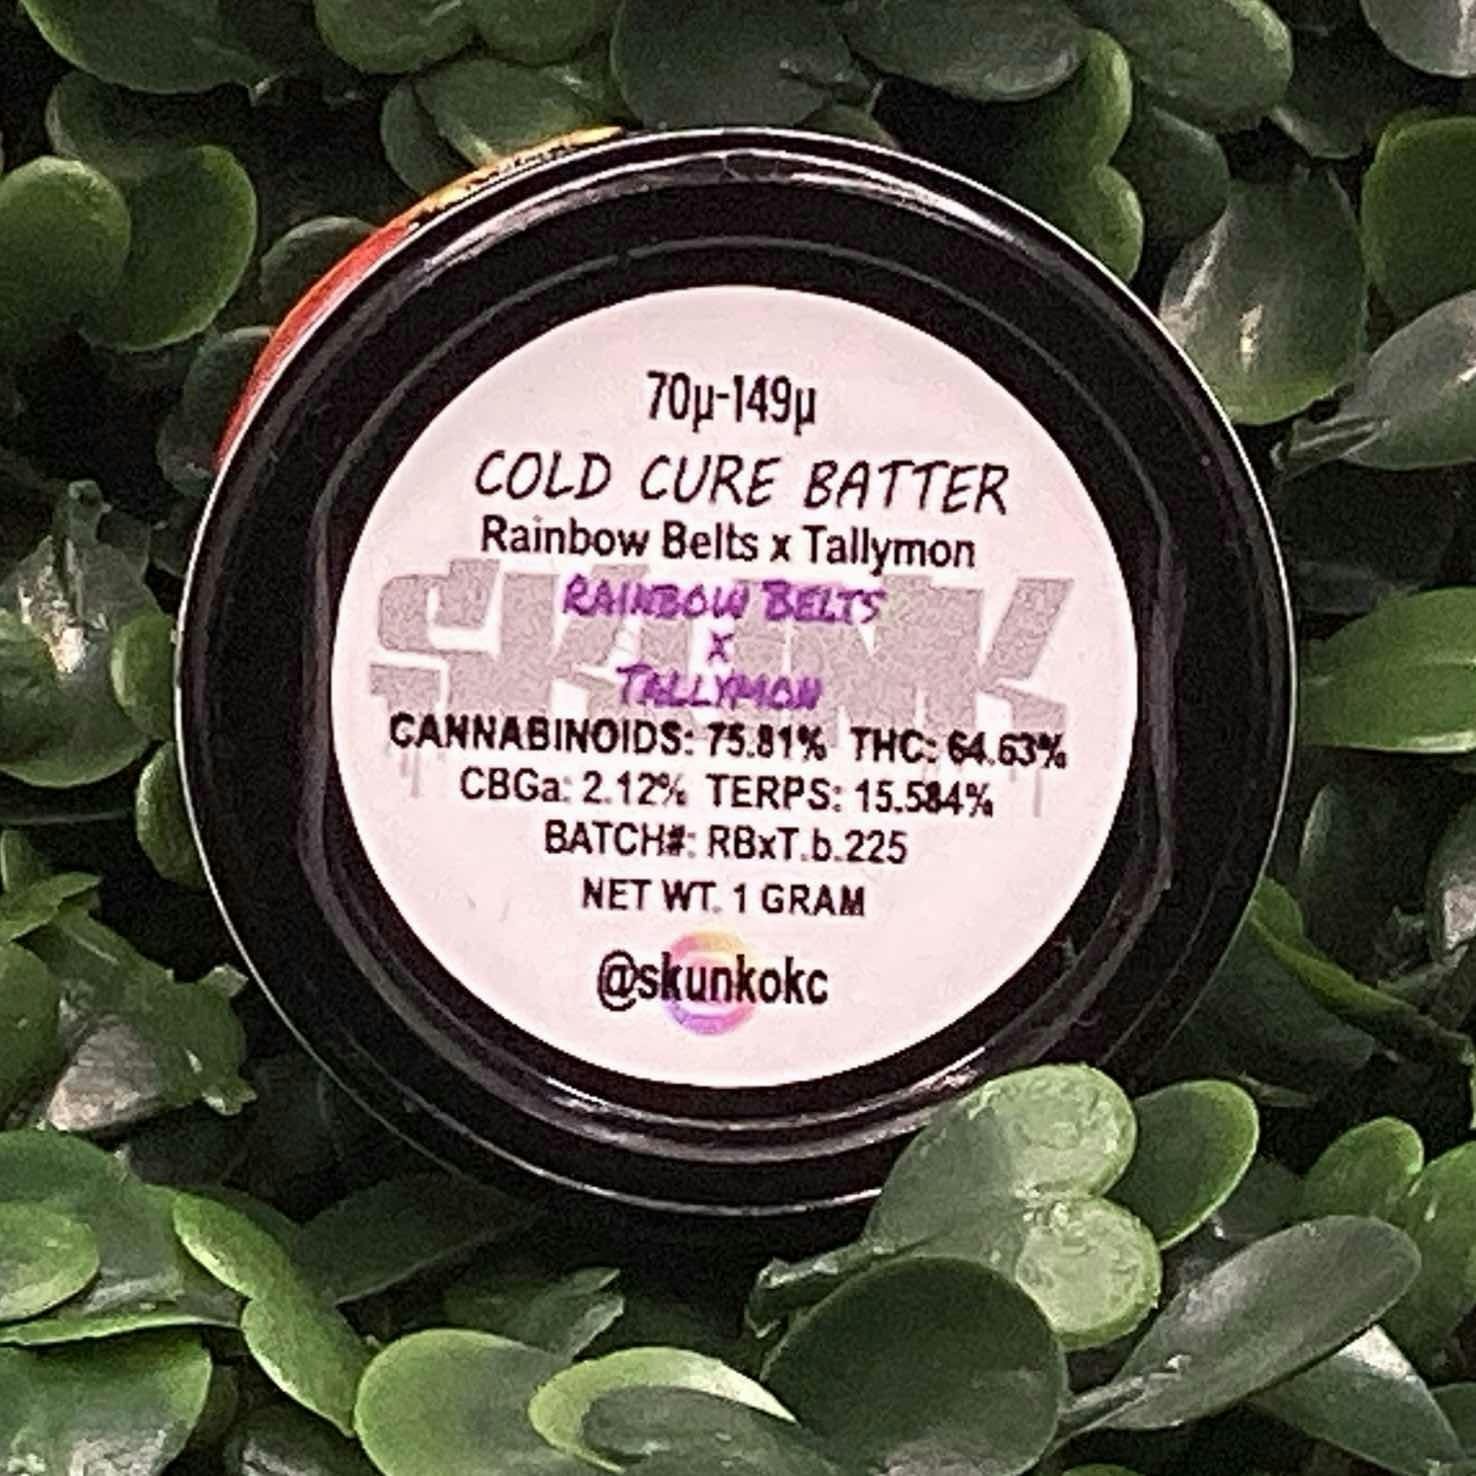 70µ-149µ
COLD CURE BATTER
Rainbow Belts x Tallymon
SKUNK
RAINBOW BELTS
x
TALLYMON
CANNABINOIDS: 75.81% THC: 64.63%
CBGa: 2.12% TERPS: 15.584%
BATCH#: RBxT.b.225
NET WT. 1 GRAM
@skunkokc